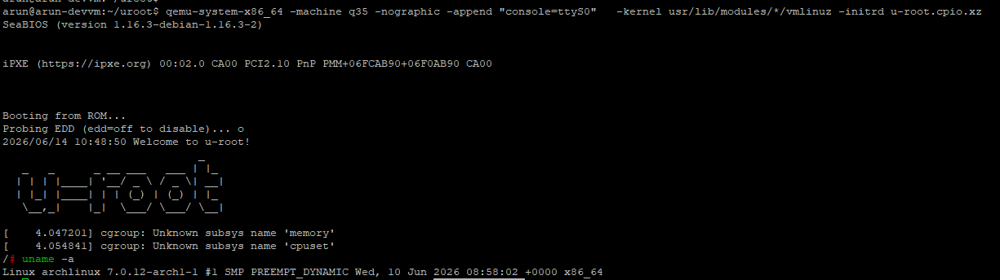 arun@arun-devvm:~/uroot$ qemu-system-x86_64 -machine q35 -nographic -append "console=ttyS0"   -kernel usr/lib/modules/*/vmlinuz -initrd u-root.cpio.xz
SeaBIOS (version 1.16.3-debian-1.16.3-2)
iPXE (https://ipxe.org) 00:02.0 CA00 PCI2.10 PnP PMM+06FCAB90+06F0AB90 CA00
Booting from ROM...
Probing EDD (edd=off to disable)... o
2026/06/14 10:48:50 Welcome to u-root!
u-root
[    4.047201] cgroup: Unknown subsys name 'memory'
[    4.054841] cgroup: Unknown subsys name 'cpuset'
/# uname -a
Linux archlinux 7.0.12-arch1-1 #1 SMP PREEMPT_DYNAMIC Wed, 10 Jun 2026 08:58:02 +0000 x86_64